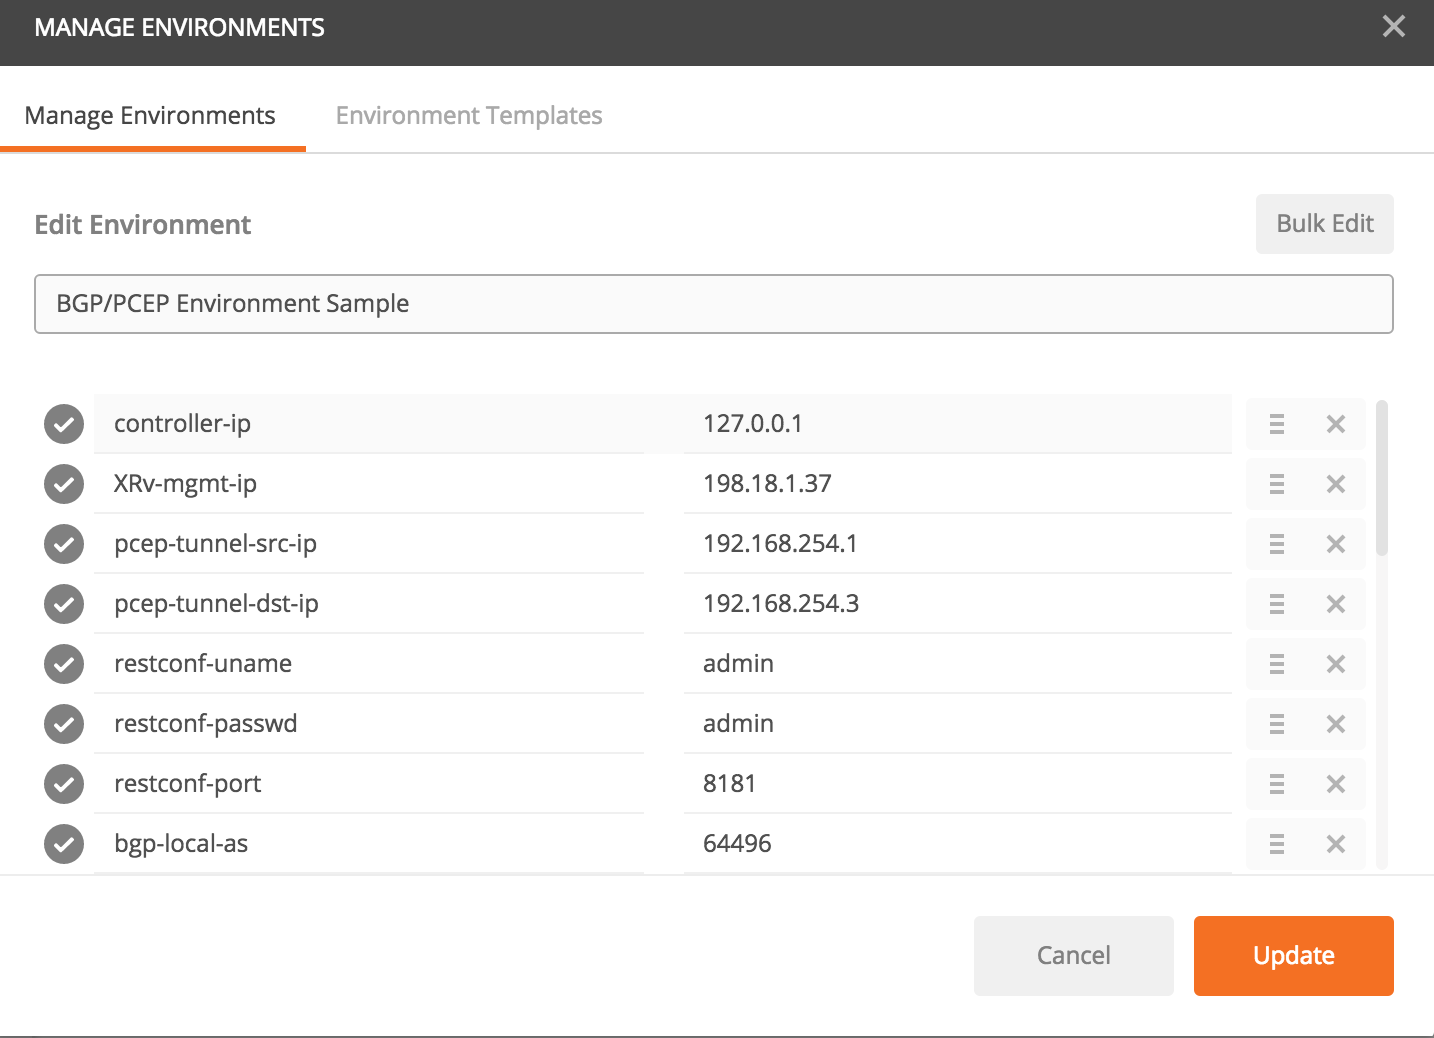 MANAGE ENVIRONMENTS
Manage Environments Environment Templates
Edit Environment Bulk Edit
BGP/PCEP Environment Sample
controller-ip 127.0.0.1
XRv-mgmt-ip 198.18.1.37
pcep-tunnel-src-ip 192.168.254.1
pcep-tunnel-dst-ip 192.168.254.3
restconf-uname admin
restconf-passwd admin
restconf-port 8181
bgp-local-as 64496
Cancel Update